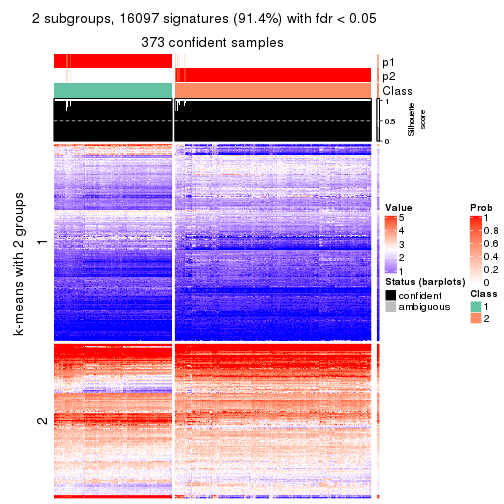 2 subgroups, 16097 signatures (91.4%) with fdr < 0.05
373 confident samples
p1
p2
Class
1
0.5
0
Silhouette
score
k-means with 2 groups
1
2
Value
5
4
3
2
1
Status (barplots)
confident
ambiguous
Prob
1
0.8
0.6
0.4
0.2
0
Class
1
2